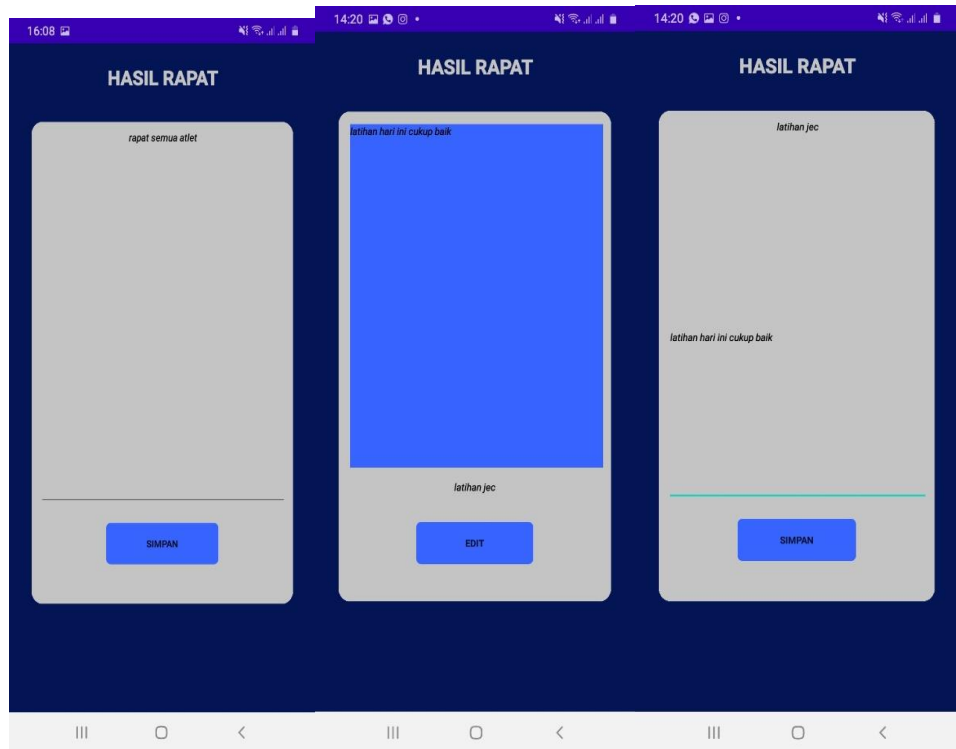 16:08
HASIL RAPAT
rapat semua atlet
SIMPAN
14:20
HASIL RAPAT
latihan hari ini cukup baik
latihan jec
EDIT
14:20
HASIL RAPAT
latihan jec
latihan hari ini cukup baik
SIMPAN